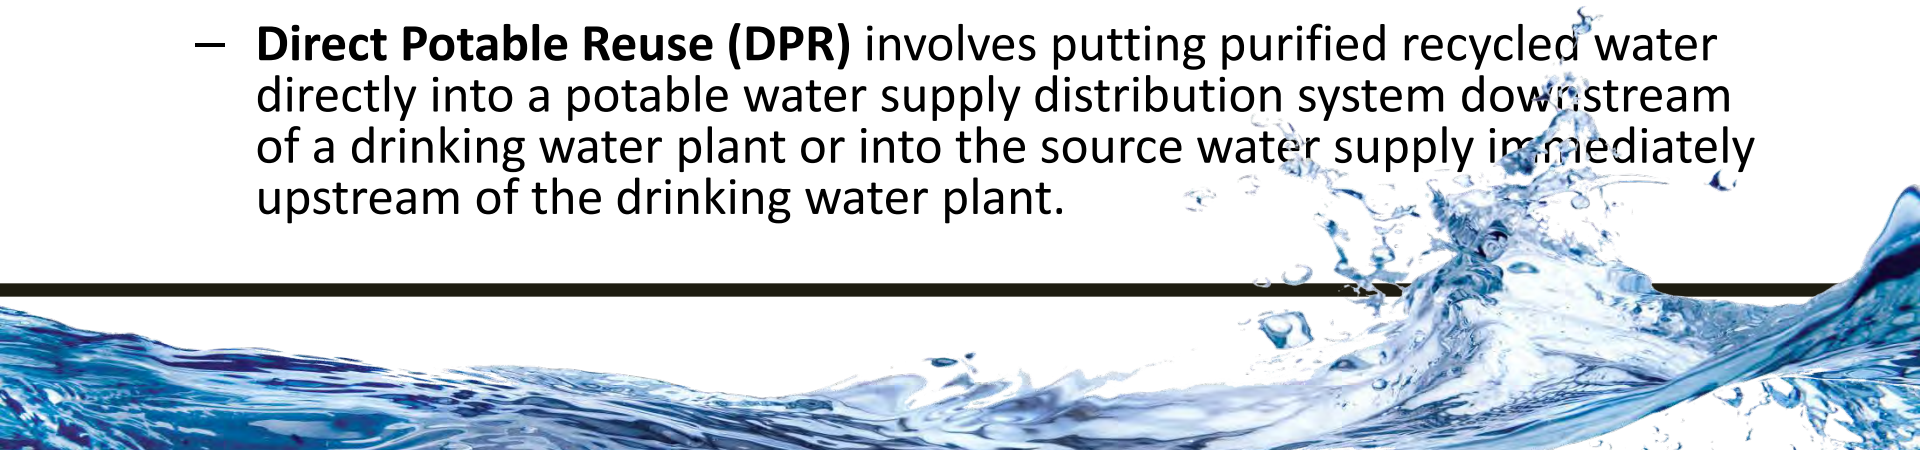 – Direct Potable Reuse (DPR) involves putting purified recycled water
directly into a potable water supply distribution system downstream
of a drinking water plant or into the source water supply immediately
upstream of the drinking water plant.